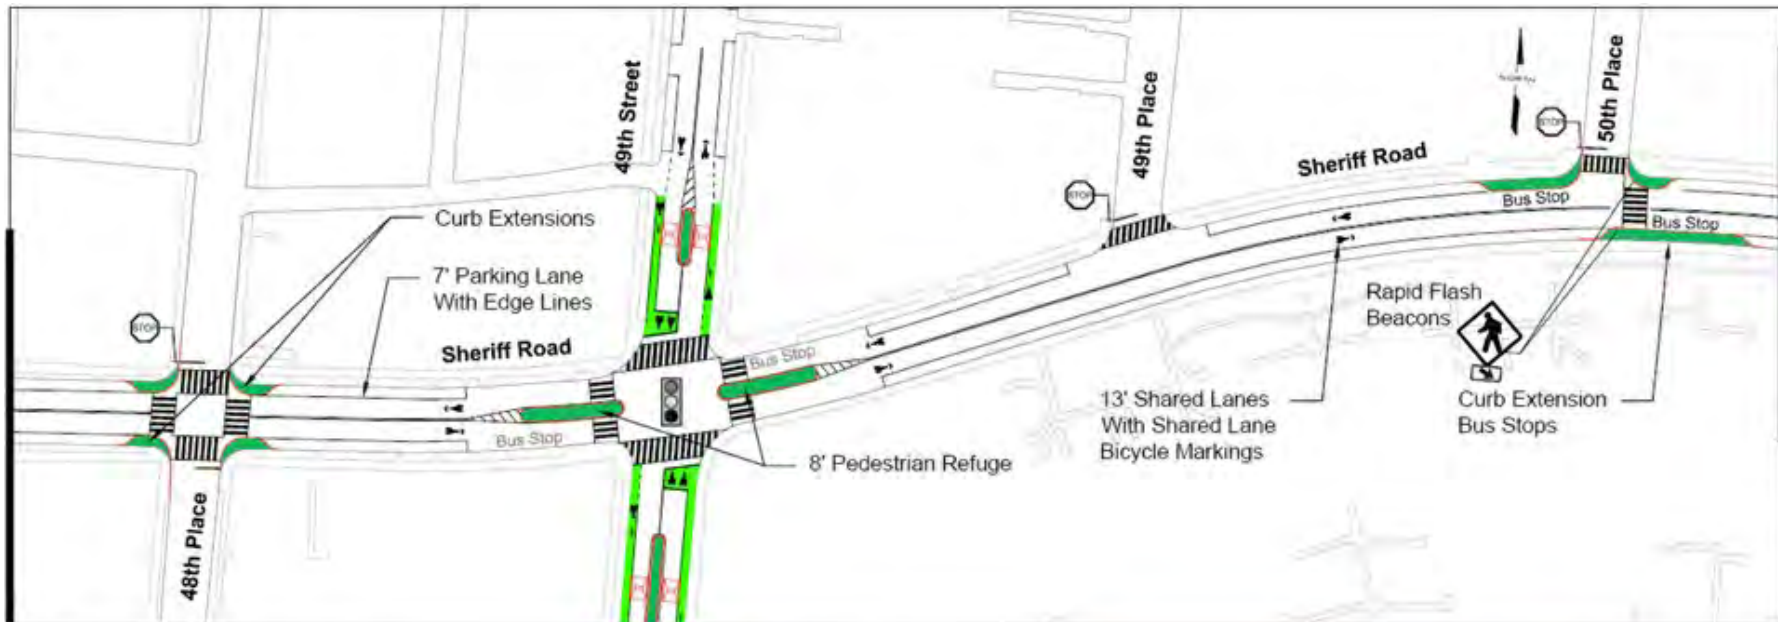 49th Street
49th Place
50th Place
NORTH
STOP
Sheriff Road
STOP
Bus Stop
Bus Stop
Curb Extensions
7' Parking Lane
With Edge Lines
Rapid Flash
Beacons
STOP
Sheriff Road
Bus Stop
13' Shared Lanes
With Shared Lane
Bicycle Markings
Curb Extension
Bus Stops
Bus Stop
8' Pedestrian Refuge
48th Place